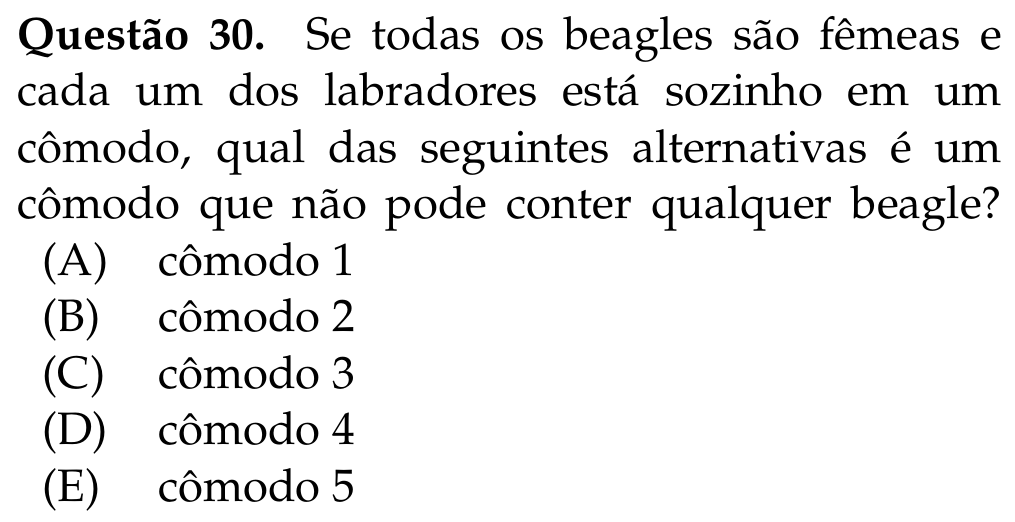 Questão 30. Se todas os beagles são fêmeas e
cada um dos labradores está sozinho em um
cômodo, qual das seguintes alternativas é um
cômodo que não pode conter qualquer beagle?
(A) cômodo 1
(B) cômodo 2
(C) cômodo 3
(D) cômodo 4
(E) cômodo 5